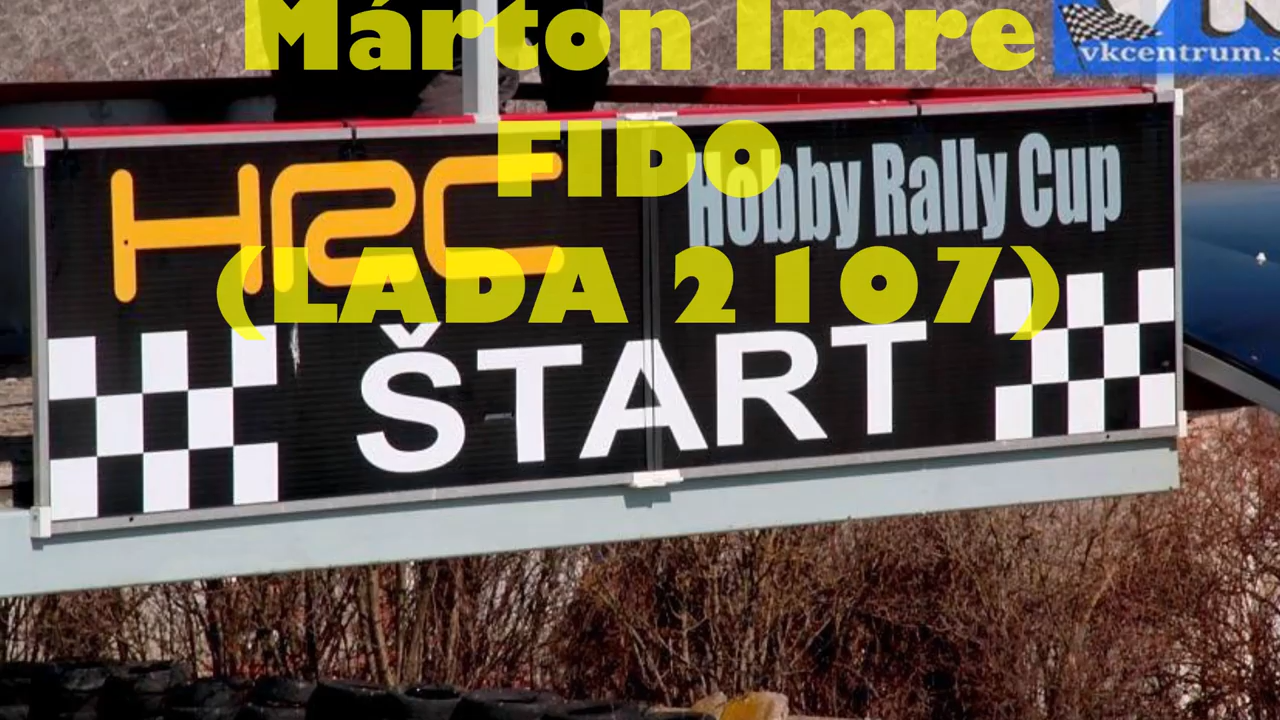 Márton Imre
FIDO
(LADA 2107)
vkcentrum.s
HRC
Hobby Rally Cup
ŠTART